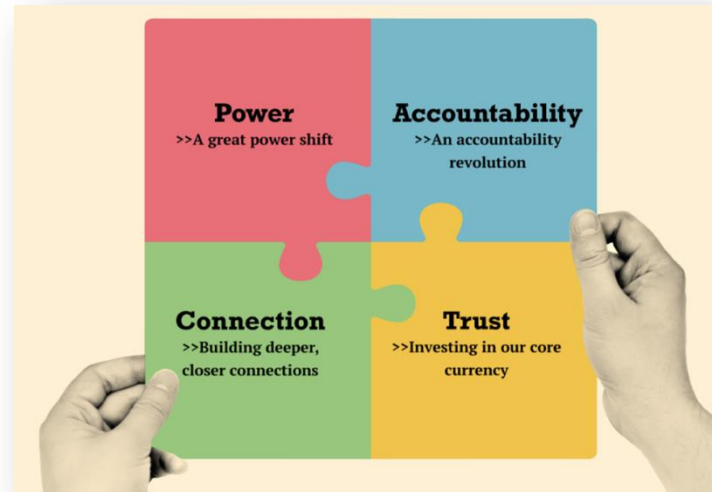 Power
>>A great power shift
Accountability
>>An accountability
revolution
Connection
>>Building deeper,
closer connections
Trust
>>Investing in our core
currency